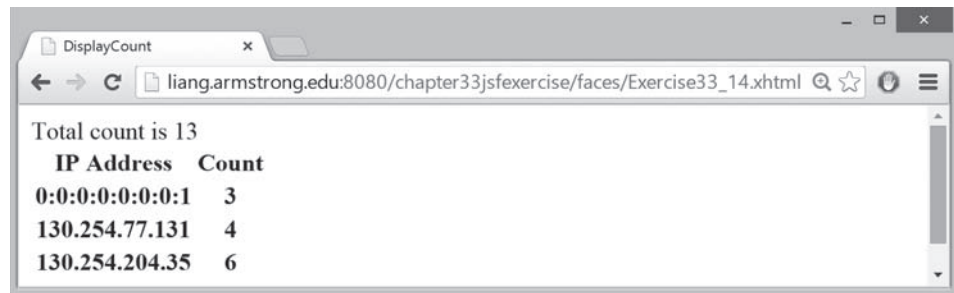 DisplayCount
liang.armstrong.edu:8080/chapter33jsfexercise/faces/Exercise33_14.xhtml
Total count is 13
IP Address Count
0:0:0:0:0:0:0:1 3
130.254.77.131 4
130.254.204.35 6